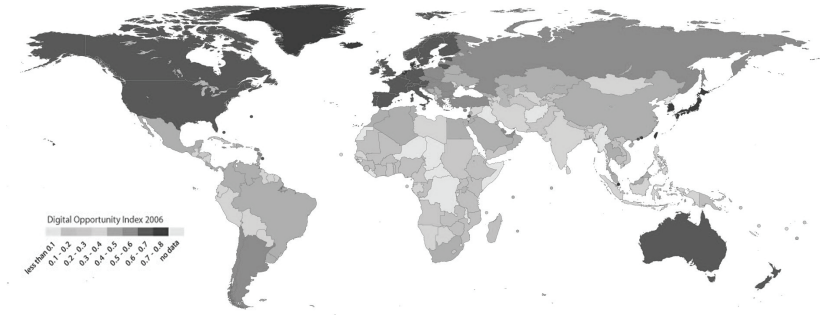 Digital Opportunity Index 2006
less than 0.1
0.1 - 0.2
0.2 - 0.3
0.3 - 0.4
0.4 - 0.5
0.5 - 0.6
0.6 - 0.7
0.7 - 0.8
no data